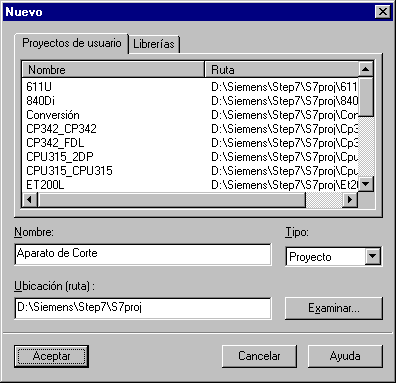 Nuevo
Proyectos de usuario Librerías
Nombre Ruta
611U D:\Siemens\Step7\S7proj\611
840Di D:\Siemens\Step7\S7proj\840
Conversión D:\Siemens\Step7\S7proj\Con
CP342_CP342 D:\Siemens\Step7\S7proj\Cp3
CP342_FDL D:\Siemens\Step7\S7proj\Cp3
CPU315_2DP D:\Siemens\Step7\S7proj\Cpu
CPU315_CPU315 D:\Siemens\Step7\S7proj\Cpu
ET200L D:\Siemens\Step7\S7proj\Et20
Nombre: Tipo:
Aparato de Corte Proyecto
Ubicación (ruta) :
D:\Siemens\Step7\S7proj Examinar...
Aceptar Cancelar Ayuda